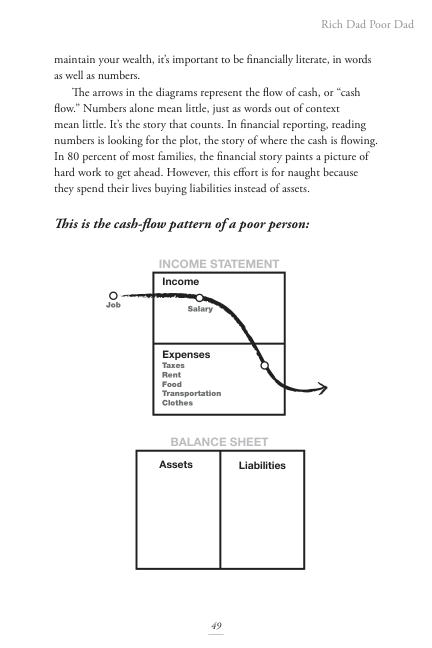 Rich Dad Poor Dad
maintain your wealth, it’s important to be financially literate, in words
as well as numbers.
The arrows in the diagrams represent the flow of cash, or “cash
flow.” Numbers alone mean little, just as words out of context
mean little. It’s the story that counts. In financial reporting, reading
numbers is looking for the plot, the story of where the cash is flowing.
In 80 percent of most families, the financial story paints a picture of
hard work to get ahead. However, this effort is for naught because
they spend their lives buying liabilities instead of assets.
This is the cash-flow pattern of a poor person:
INCOME STATEMENT
Income
Job
Salary
Expenses
Taxes
Rent
Food
Transportation
Clothes
BALANCE SHEET
Assets
Liabilities
49